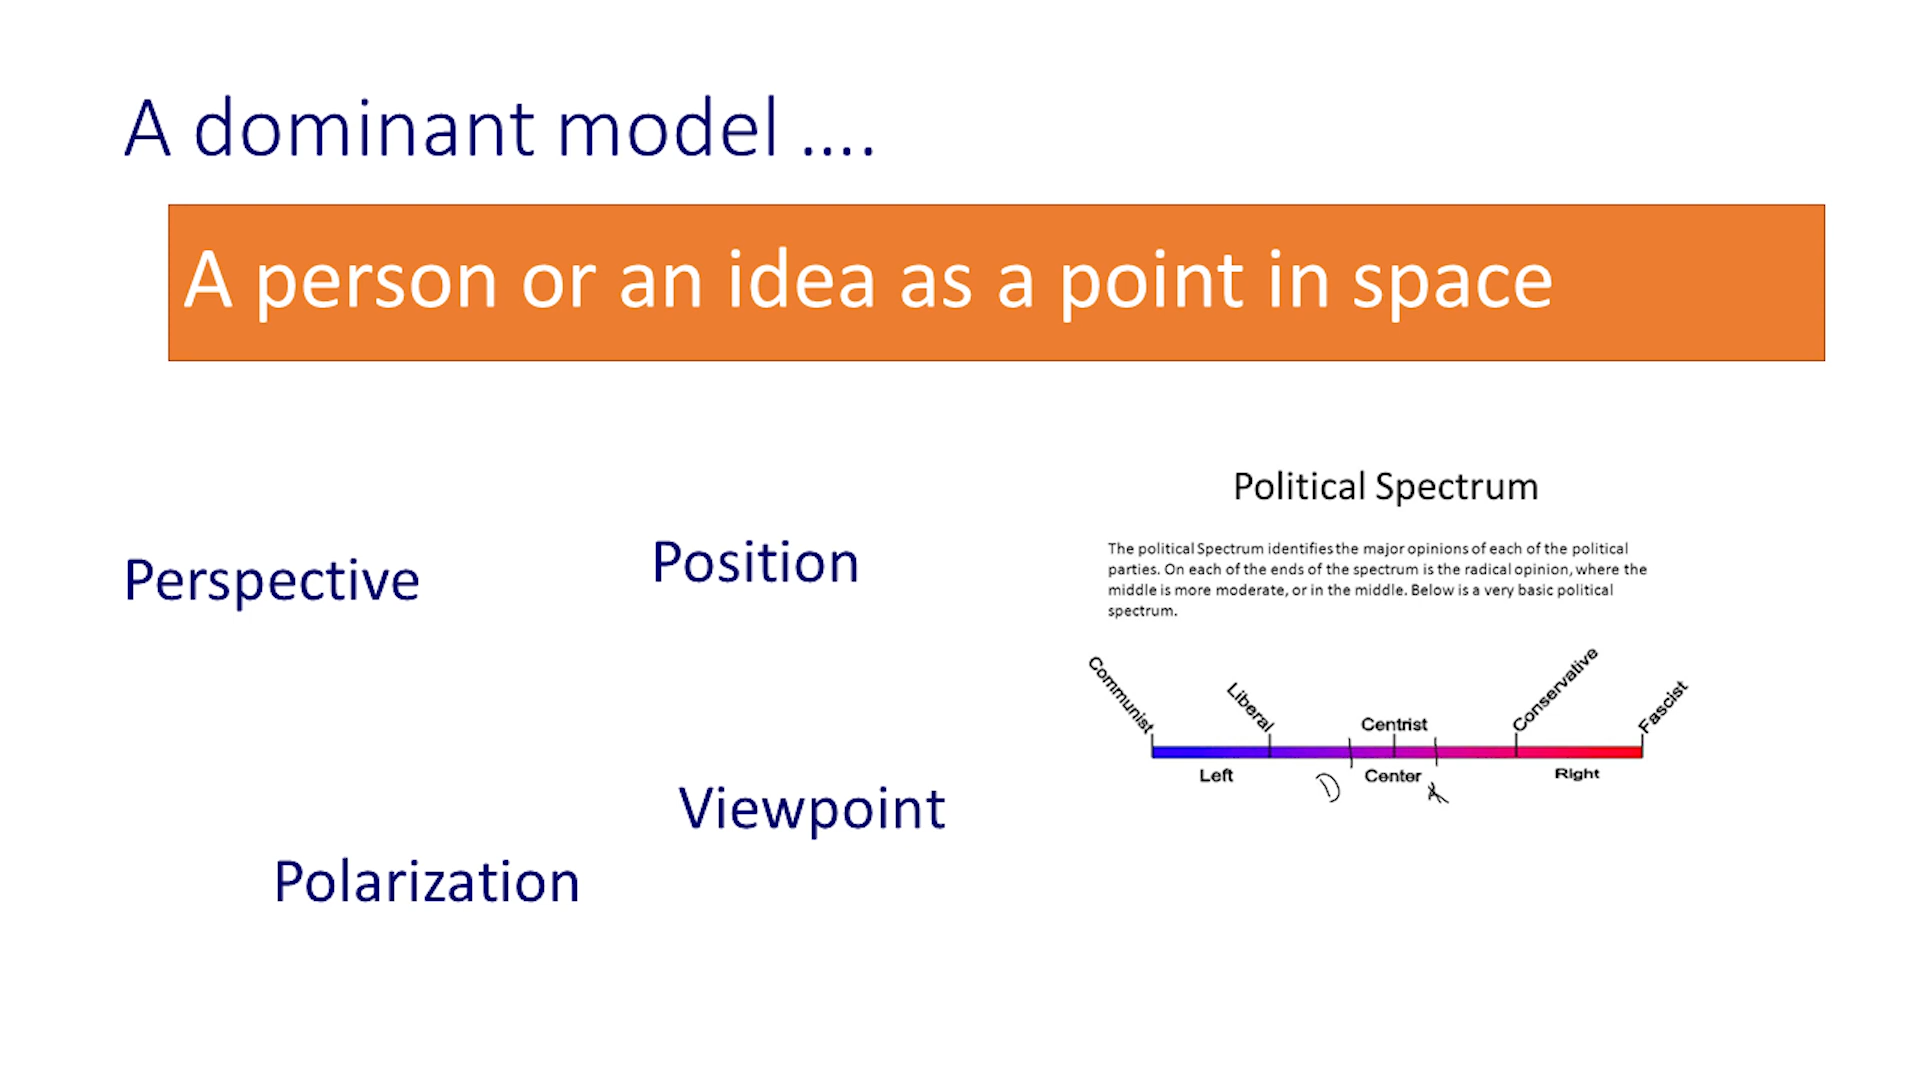 A dominant model ....
A person or an idea as a point in space
Perspective
Position
Viewpoint
Polarization
Political Spectrum
The political Spectrum identifies the major opinions of each of the political
parties. On each of the ends of the spectrum is the radical opinion, where the
middle is more moderate, or in the middle. Below is a very basic political
spectrum.
Communist
Liberal
Centrist
Conservative
Fascist
Left
D
Center
Right